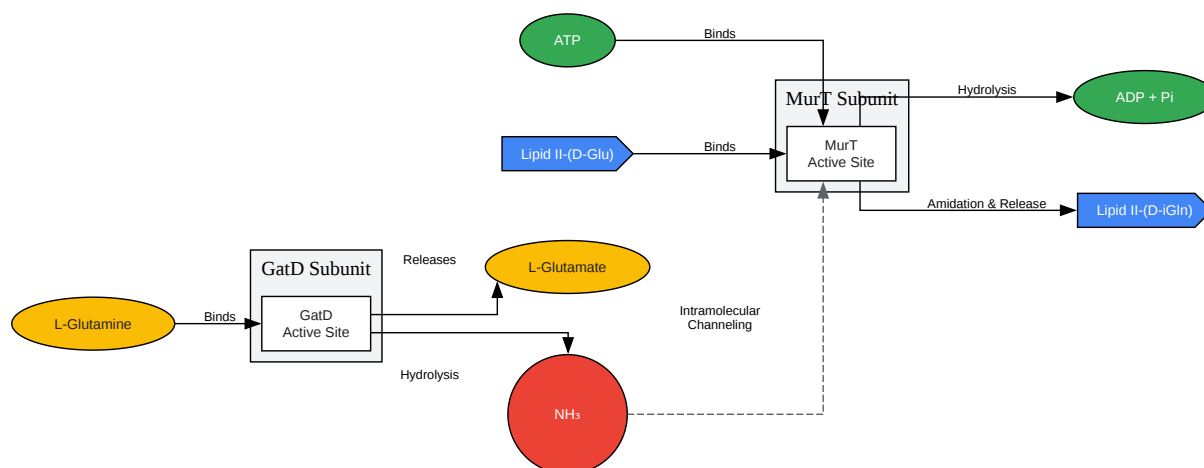 ATP
Binds
MurT Subunit
Hydrolysis
ADP + Pi
Lipid II-(D-Glu)
Binds
MurT
Active Site
Amidation & Release
Lipid II-(D-iGln)
GatD Subunit
Releases
L-Glutamate
L-Glutamine
Binds
GatD
Active Site
Intramolecular
Channeling
Hydrolysis
NH₃